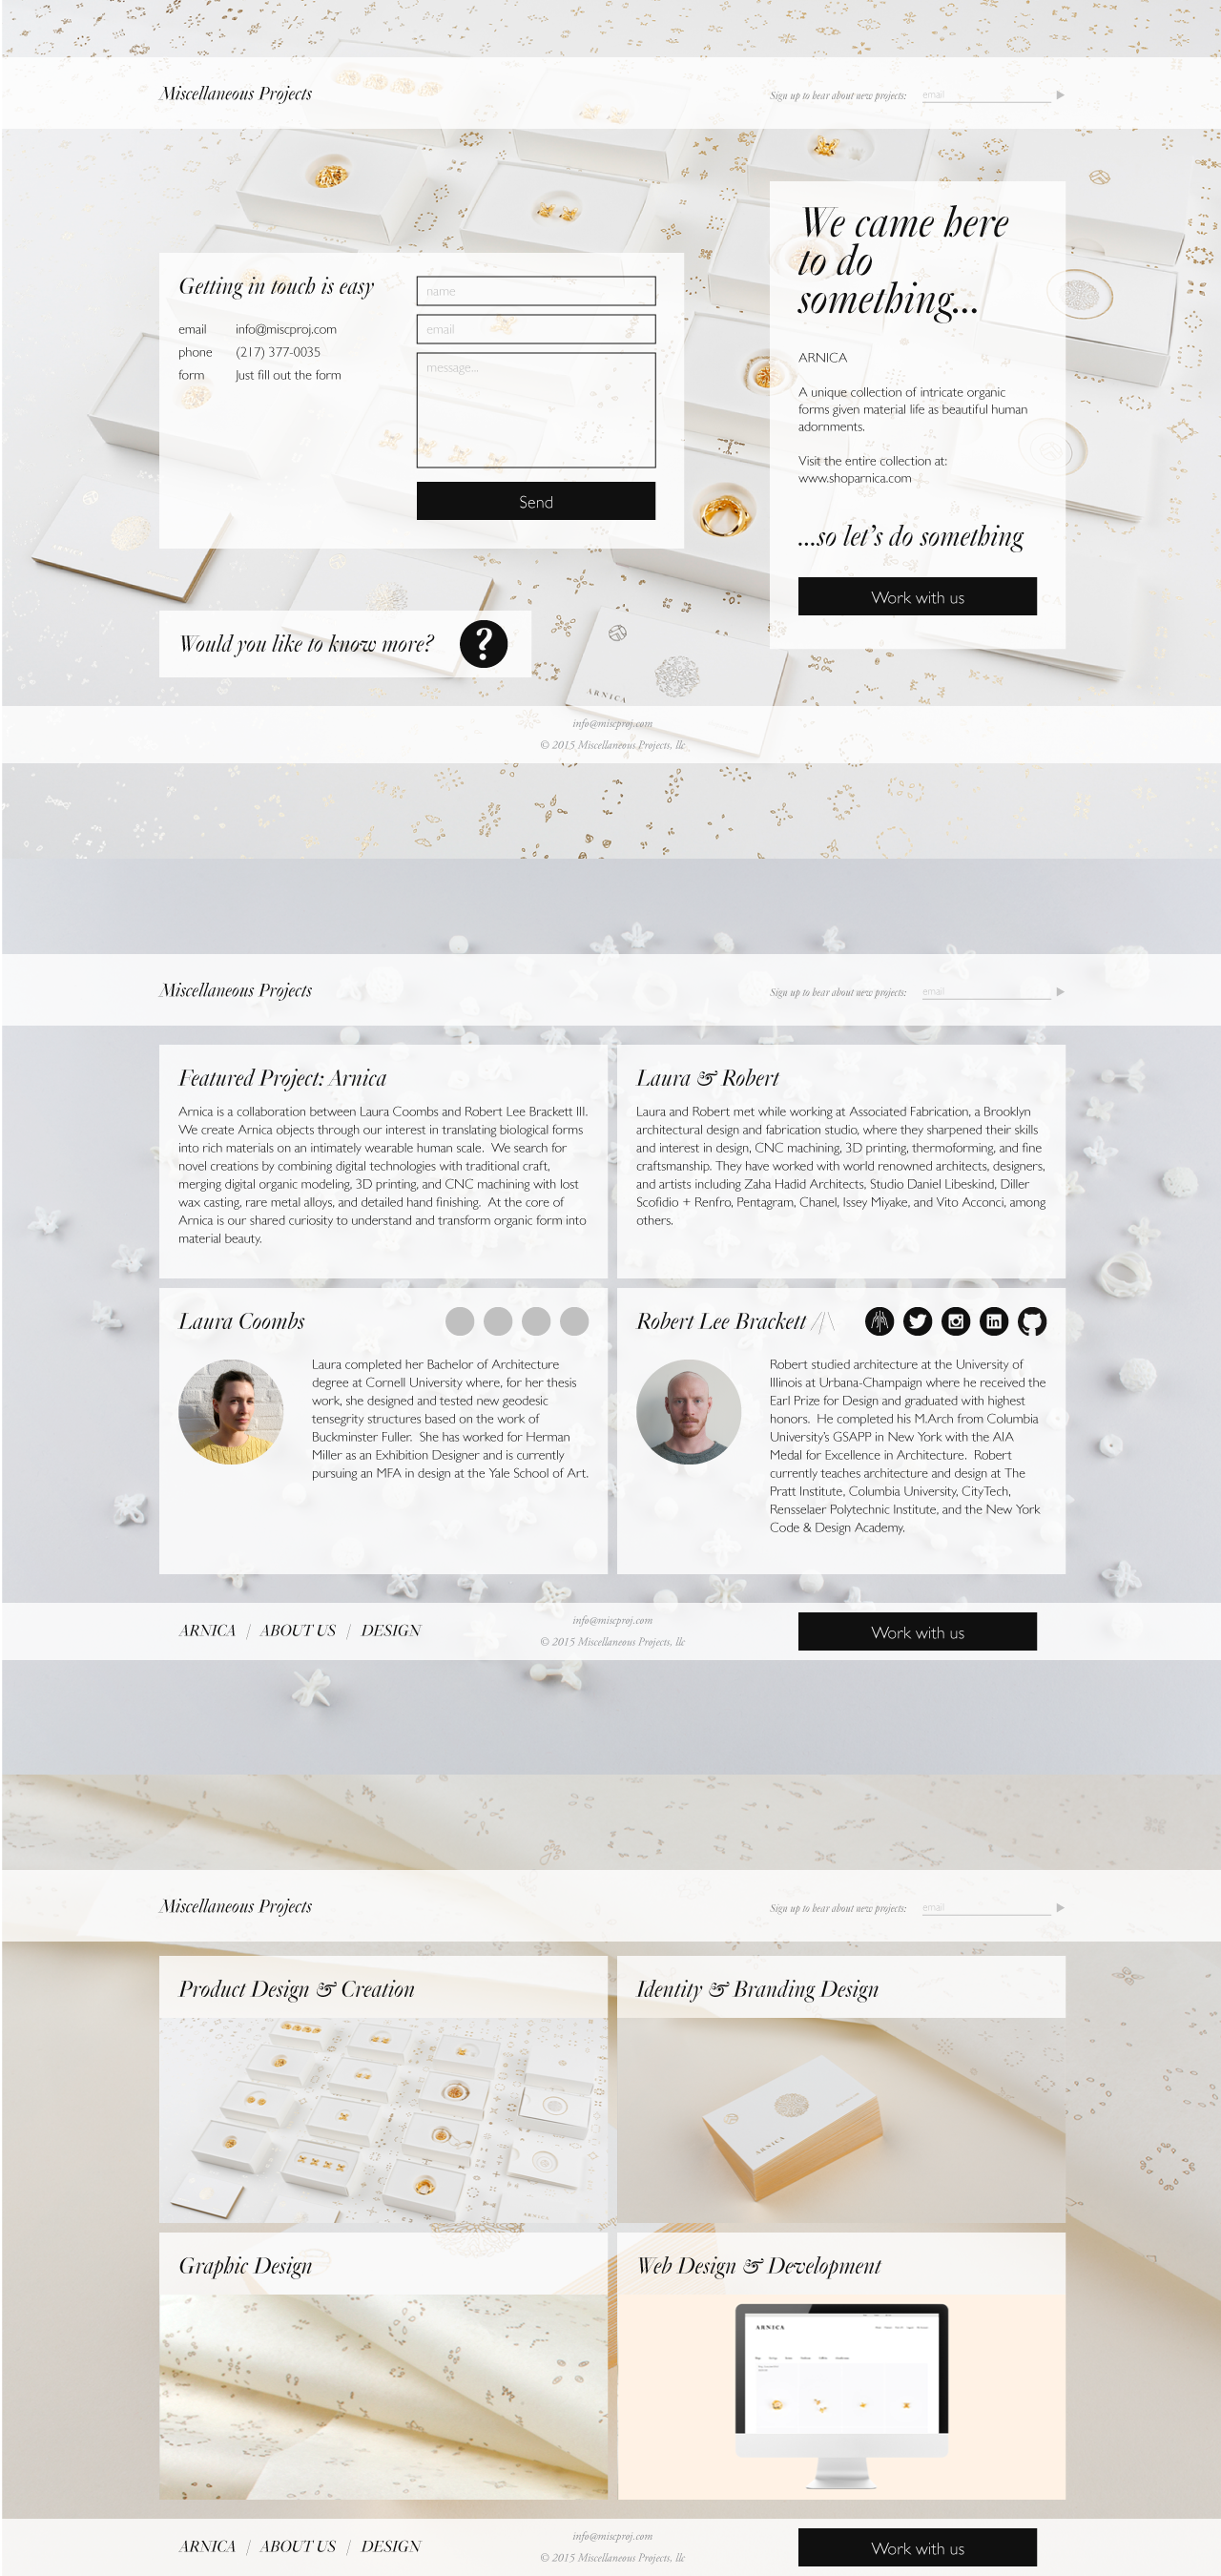 Miscellaneous Projects
Sign up to hear about new projects:
email
We came here
to do
something...
Getting in touch is easy
email info@miscproj.com
phone (217) 377-0035
form Just fill out the form
name
email
message...
Send
ARNICA
A unique collection of intricate organic
forms given material life as beautiful human
adornments.
Visit the entire collection at:
www.shoparnica.com
...so let's do something
Work with us
Would you like to know more?
?
ARNICA
info@miscproj.com
© 2015 Miscellaneous Projects, llc
Miscellaneous Projects
Sign up to hear about new projects:
email
Featured Project: Arnica
Arnica is a collaboration between Laura Coombs and Robert Lee Brackett III.
We create Arnica objects through our interest in translating biological forms
into rich materials on an intimately wearable human scale.  We search for
novel creations by combining digital technologies with traditional craft,
merging digital organic modeling, 3D printing, and CNC machining with lost
wax casting, rare metal alloys, and detailed hand finishing.  At the core of
Arnica is our shared curiosity to understand and transform organic form into
material beauty.
Laura & Robert
Laura and Robert met while working at Associated Fabrication, a Brooklyn
architectural design and fabrication studio, where they sharpened their skills
and interest in design, CNC machining, 3D printing, thermoforming, and fine
craftsmanship. They have worked with world renowned architects, designers,
and artists including Zaha Hadid Architects, Studio Daniel Libeskind, Diller
Scofidio + Renfro, Pentagram, Chanel, Issey Miyake, and Vito Acconci, among
others.
Laura Coombs
Laura completed her Bachelor of Architecture
degree at Cornell University where, for her thesis
work, she designed and tested new geodesic
tensegrity structures based on the work of
Buckminster Fuller.  She has worked for Herman
Miller as an Exhibition Designer and is currently
pursuing an MFA in design at the Yale School of Art.
Robert Lee Brackett
Robert studied architecture at the University of
Illinois at Urbana-Champaign where he received the
Earl Prize for Design and graduated with highest
honors.  He completed his M.Arch from Columbia
University's GSAPP in New York with the AIA
Medal for Excellence in Architecture.  Robert
currently teaches architecture and design at The
Pratt Institute, Columbia University, CityTech,
Rensselaer Polytechnic Institute, and the New York
Code & Design Academy.
ARNICA / ABOUT US / DESIGN
info@miscproj.com
© 2015 Miscellaneous Projects, llc
Work with us
Miscellaneous Projects
Sign up to hear about new projects:
email
Product Design & Creation
Identity & Branding Design
ARNICA
Graphic Design
Web Design & Development
ARNICA
ARNICA / ABOUT US / DESIGN
info@miscproj.com
© 2015 Miscellaneous Projects, llc
Work with us